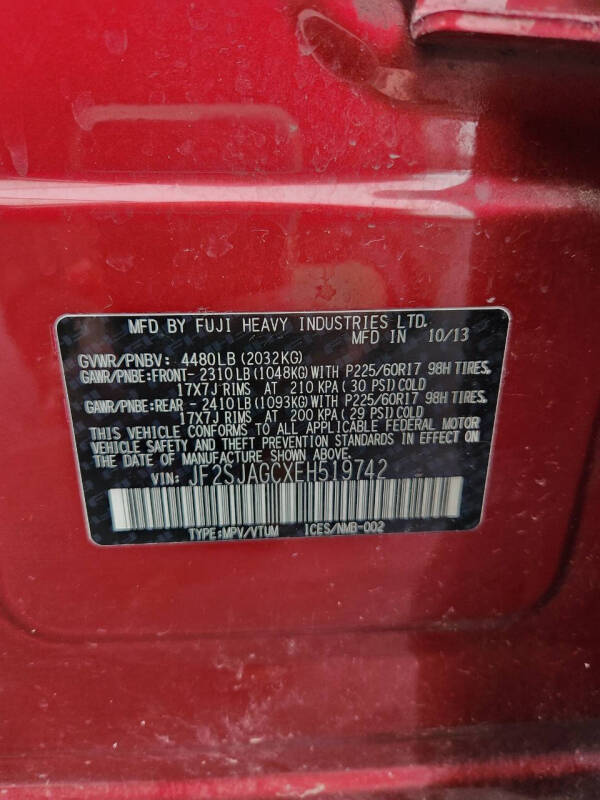 MFD BY FUJI HEAVY INDUSTRIES LTD.
MFD IN 10/13
GVWR/PNBV: 4480LB(2032KG)
GAWR/PNBE:FRONT-2310LB(1048KG)WITH P225/60R17 98H TIRES,
17X7J RIMS AT 210 KPA(30 PSI)COLD
GAWR/PNBE:REAR -2410LB(1093KG)WITH P225/60R17 98H TIRES,
17X7J RIMS AT 200 KPA(29 PSI)COLD
THIS VEHICLE CONFORMS TO ALL APPLICABLE FEDERAL MOTOR
VEHICLE SAFETY AND THEFT PREVENTION STANDARDS IN EFFECT ON
THE DATE OF MANUFACTURE SHOWN ABOVE.
VIN: JF2SJAGCXEH519742
TYPE:MPV/VTUM ICES/NMB-002